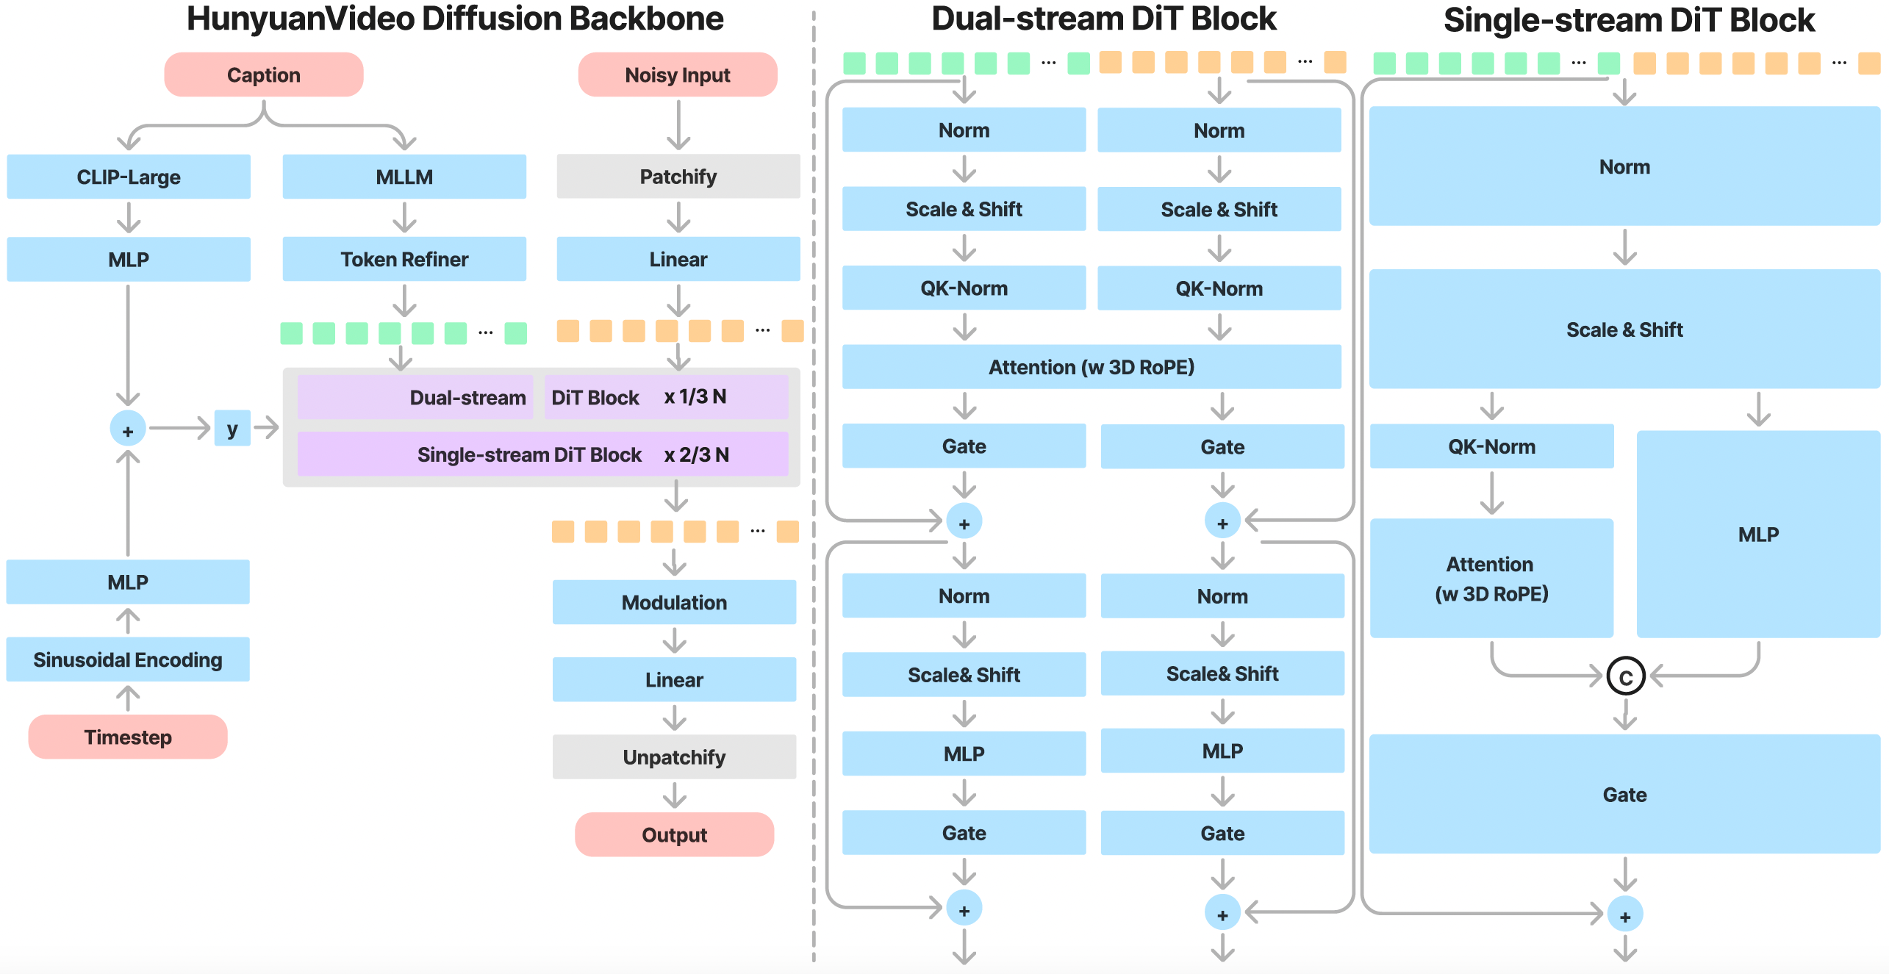 HunyuanVideo Diffusion Backbone
Caption
Noisy Input
CLIP-Large
MLLM
Patchify
MLP
Token Refiner
Linear
...
...
+
y
Dual-stream DiT Block x 1/3 N
Single-stream DiT Block x 2/3 N
...
MLP
Modulation
Sinusoidal Encoding
Linear
Timestep
Unpatchify
Output
Dual-stream DiT Block
...
...
Norm
Norm
Scale & Shift
Scale & Shift
QK-Norm
QK-Norm
Attention (w 3D RoPE)
Gate
Gate
+
+
Norm
Norm
Scale& Shift
Scale& Shift
MLP
MLP
Gate
Gate
+
+
Single-stream DiT Block
...
...
Norm
Scale & Shift
QK-Norm
Attention
(w 3D RoPE)
MLP
C
Gate
+